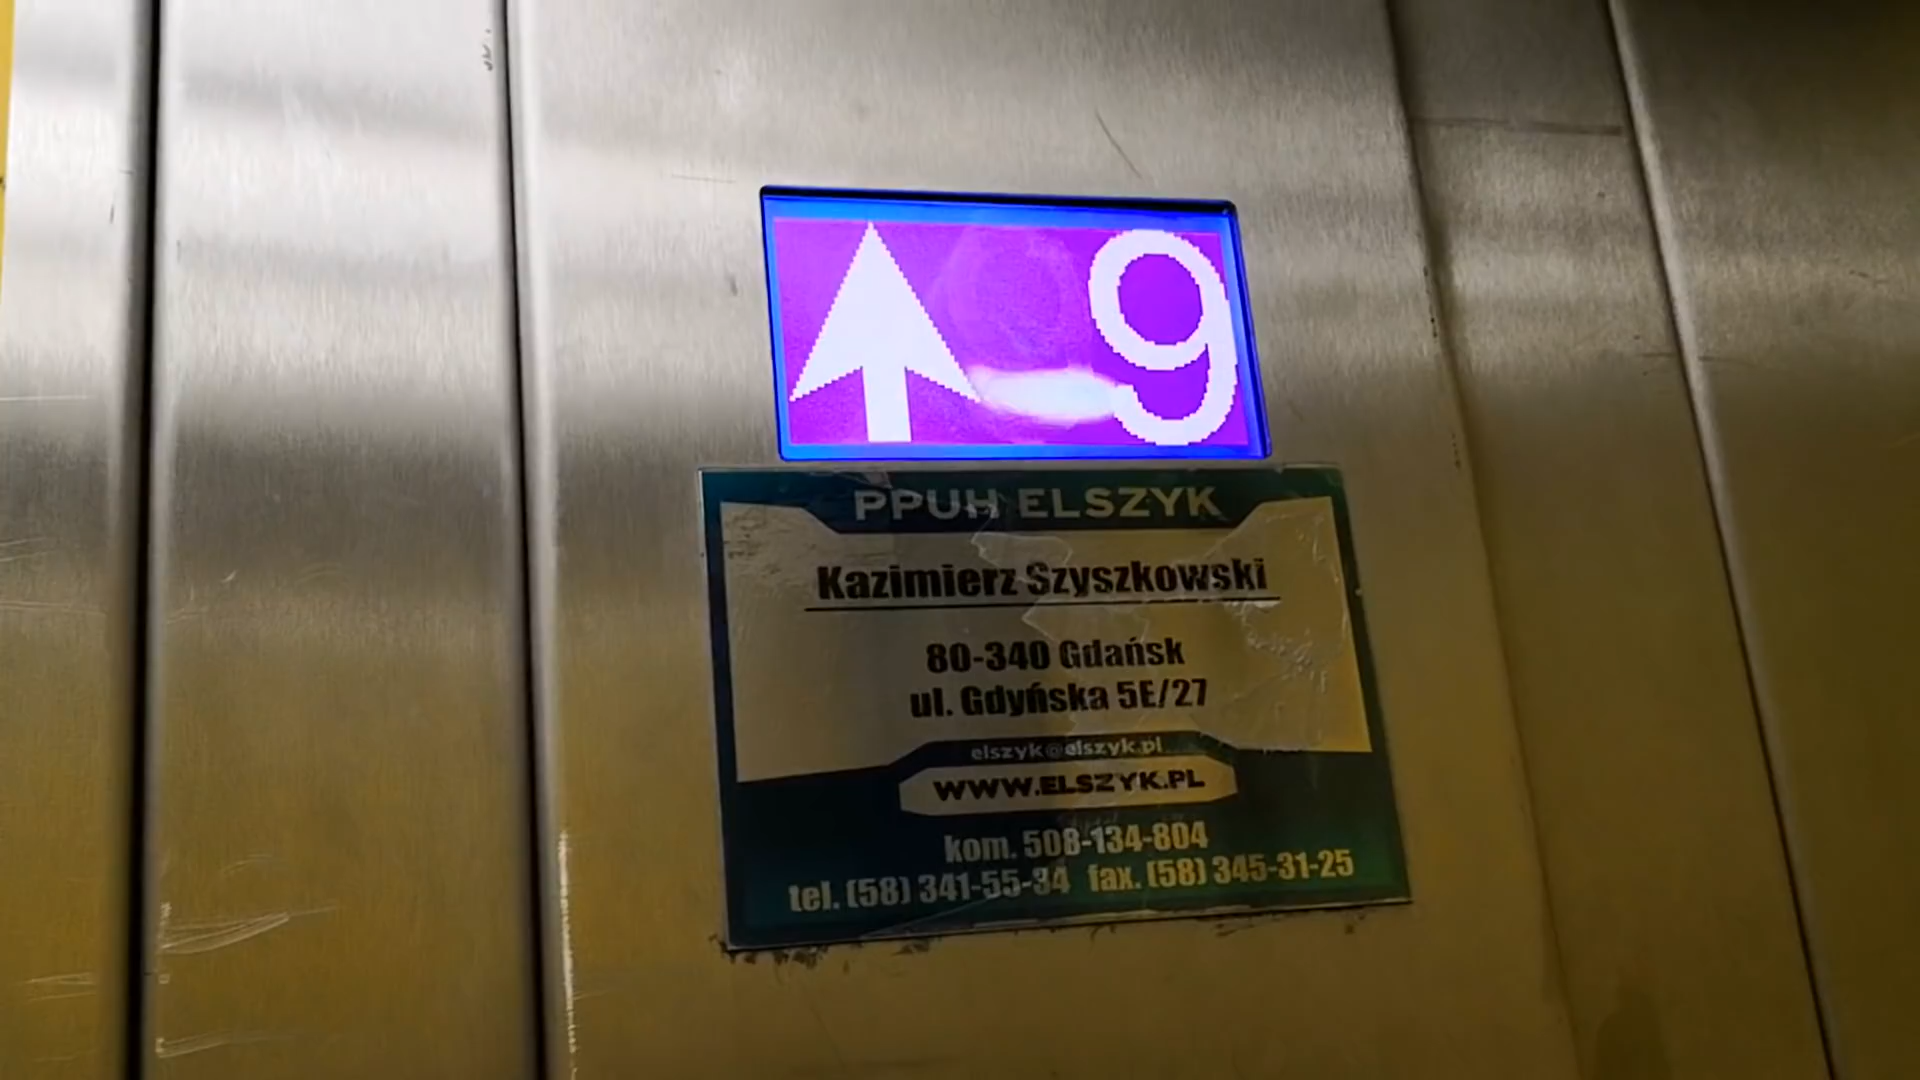 9
PPUH ELSZYK
Kazimierz Szyszkowski
80-340 Gdańsk
ul. Gdyńska 5E/27
elszyk@elszyk.pl
WWW.ELSZYK.PL
kom. 508-134-804
tel. (58) 341-55-34 fax. (58) 345-31-25